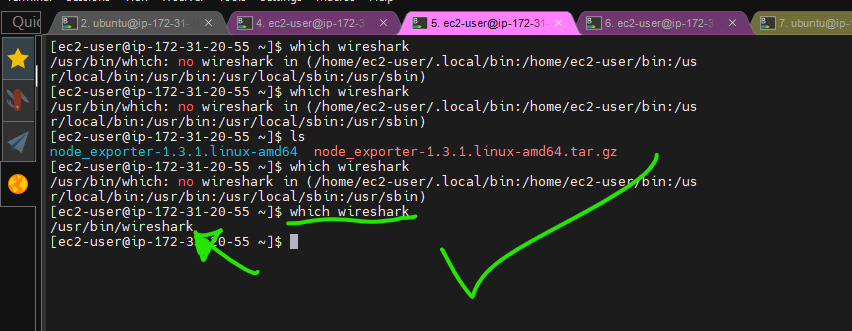 Quic
2. ubuntu@ip-172-31-
4. ec2-user@ip-172-31-2
5. ec2-user@ip-172-31-
6. ec2-user@ip-172-31-2
7. ubuntu@ip-17
[ec2-user@ip-172-31-20-55 ~]$ which wireshark
/usr/bin/which: no wireshark in (/home/ec2-user/.local/bin:/home/ec2-user/bin:/us
r/local/bin:/usr/bin:/usr/local/sbin:/usr/sbin)
[ec2-user@ip-172-31-20-55 ~]$ which wireshark
/usr/bin/which: no wireshark in (/home/ec2-user/.local/bin:/home/ec2-user/bin:/us
r/local/bin:/usr/bin:/usr/local/sbin:/usr/sbin)
[ec2-user@ip-172-31-20-55 ~]$ ls
node_exporter-1.3.1.linux-amd64  node_exporter-1.3.1.linux-amd64.tar.gz
[ec2-user@ip-172-31-20-55 ~]$ which wireshark
/usr/bin/which: no wireshark in (/home/ec2-user/.local/bin:/home/ec2-user/bin:/us
r/local/bin:/usr/bin:/usr/local/sbin:/usr/sbin)
[ec2-user@ip-172-31-20-55 ~]$ which wireshark
/usr/bin/wireshark
[ec2-user@ip-172-31-20-55 ~]$